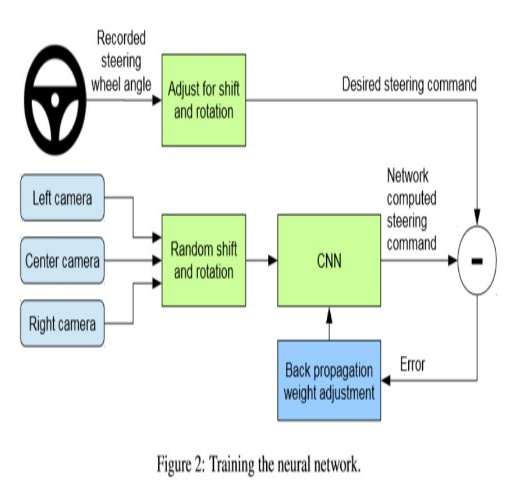 Recorded
steering
wheel angle
Adjust for shift
and rotation
Desired steering command
Left camera
Center camera
Right camera
Random shift
and rotation
CNN
Network
computed
steering
command
-
Back propagation
weight adjustment
Error
Figure 2: Training the neural network.